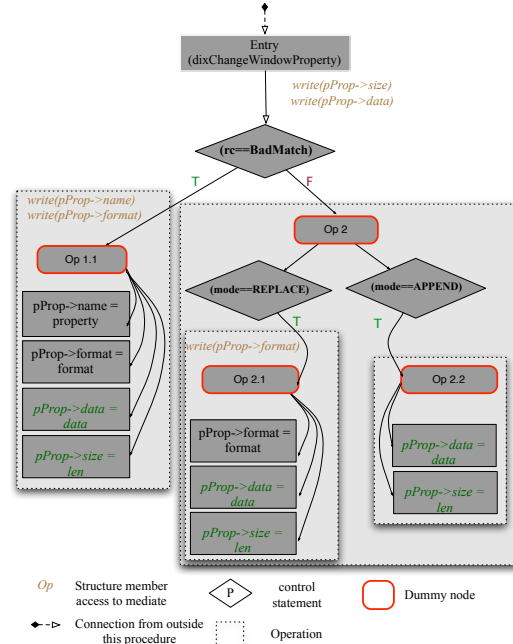 Entry
(dixChangeWindowProperty)
write(pProp->size)
write(pProp->data)
(rc==BadMatch)
T
F
write(pProp->name)
write(pProp->format)
Op 1.1
pProp->name =
property
pProp->format =
format
pProp->data =
data
pProp->size =
len
Op 2
(mode==REPLACE)
(mode==APPEND)
T
T
write(pProp->format)
Op 2.1
pProp->format =
format
pProp->data =
data
pProp->size =
len
Op 2.2
pProp->data =
data
pProp->size =
len
Op
Structure member
access to mediate
P
control
statement
Dummy node
Connection from outside
this procedure
Operation